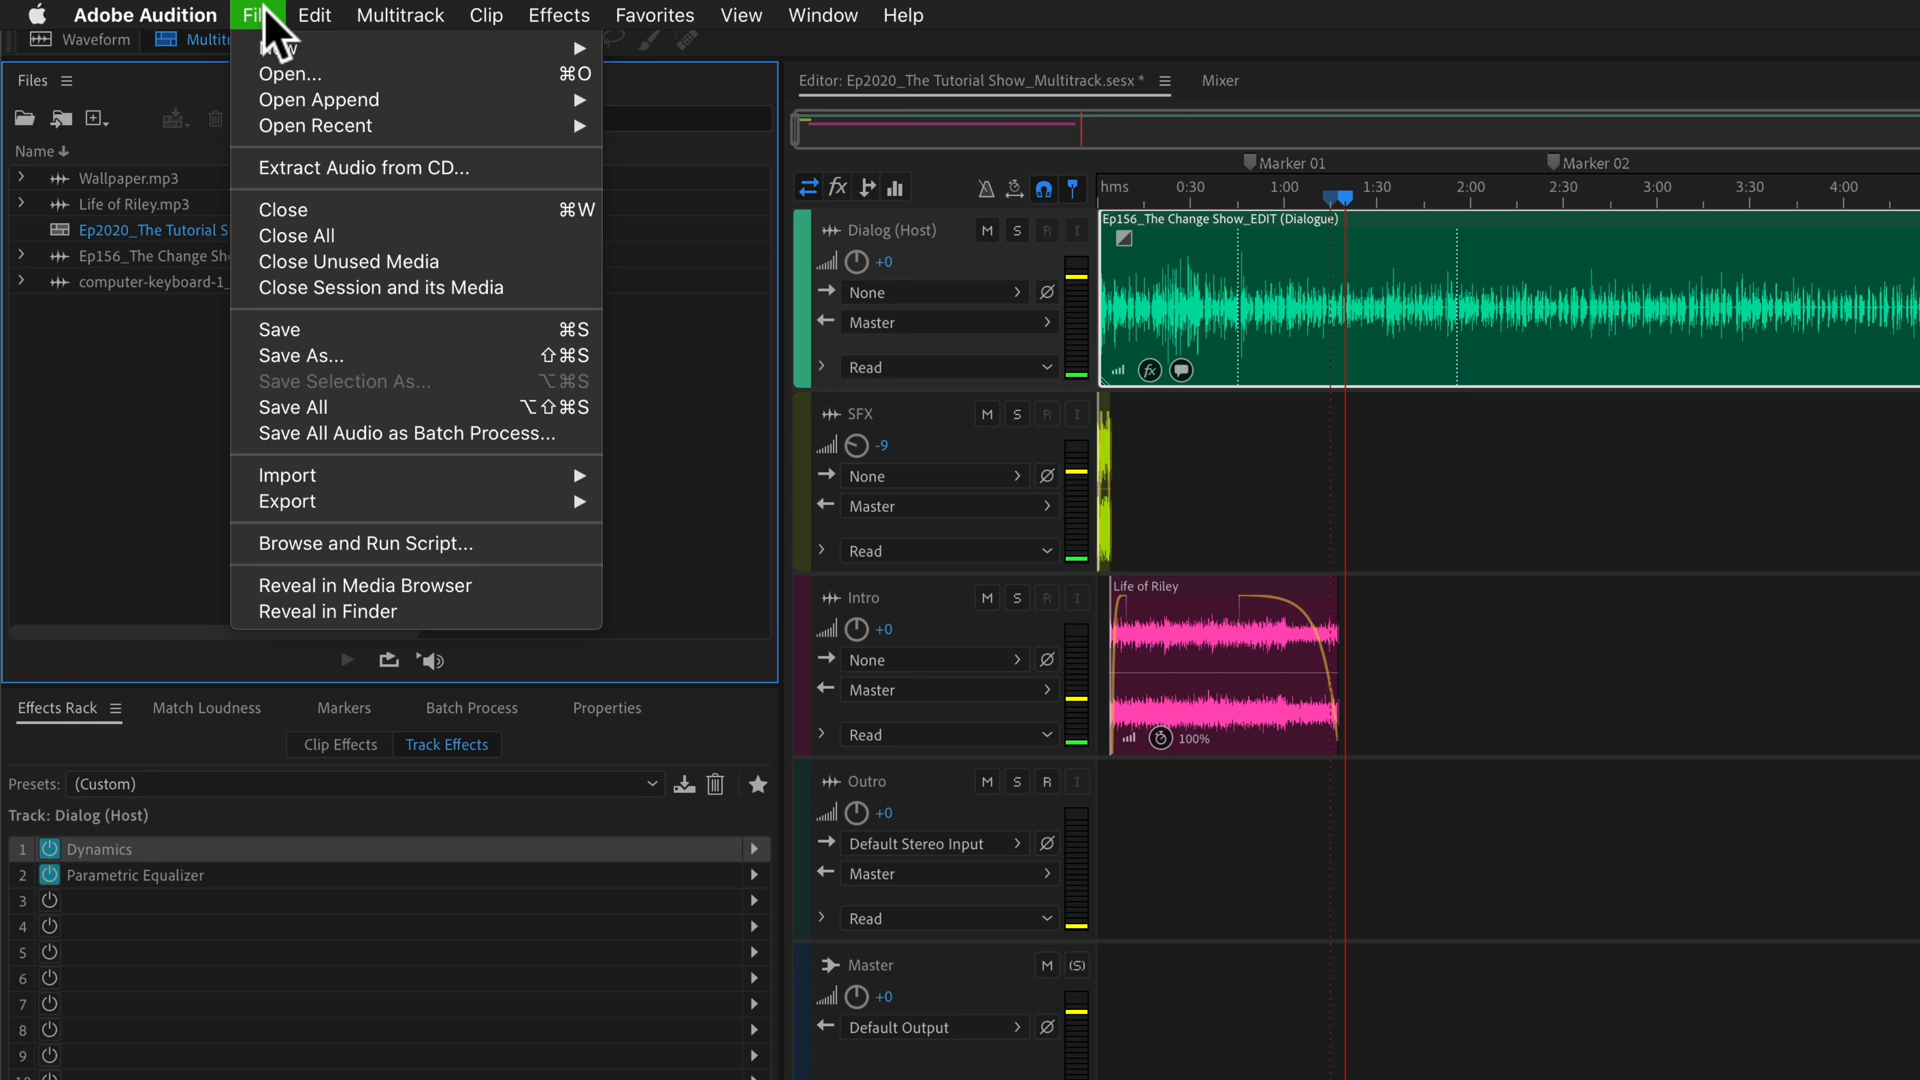 Adobe Audition File Edit Multitrack Clip Effects Favorites View Window Help
Waveform
Files
Name
Wallpaper.mp3
Life of Riley.mp3
Ep2020_The Tutorial S
Ep156_The Change Sh
computer-keyboard-1_
Open... ⌘O
Open Append
Open Recent
Extract Audio from CD...
Close ⌘W
Close All
Close Unused Media
Close Session and its Media
Save ⌘S
Save As... ⇧⌘S
Save Selection As... ⌥⌘S
Save All ⌥⇧⌘S
Save All Audio as Batch Process...
Import
Export
Browse and Run Script...
Reveal in Media Browser
Reveal in Finder
Effects Rack Match Loudness Markers Batch Process Properties
Clip Effects Track Effects
Presets: (Custom)
Track: Dialog (Host)
1 Dynamics
2 Parametric Equalizer
3
4
5
6
7
8
9
Editor: Ep2020_The Tutorial Show_Multitrack.sesx * Mixer
Marker 01 Marker 02
fx hms 0:30 1:00 1:30 2:00 2:30 3:00 3:30 4:00
Dialog (Host) M S R I
+0
None
Master
Read
Ep156_The Change Show_EDIT (Dialogue)
fx
SFX M S R I
-9
None
Master
Read
Intro M S R I
+0
None
Master
Read
Life of Riley
100%
Outro M S R I
+0
Default Stereo Input
Master
Read
Master M (S)
+0
Default Output